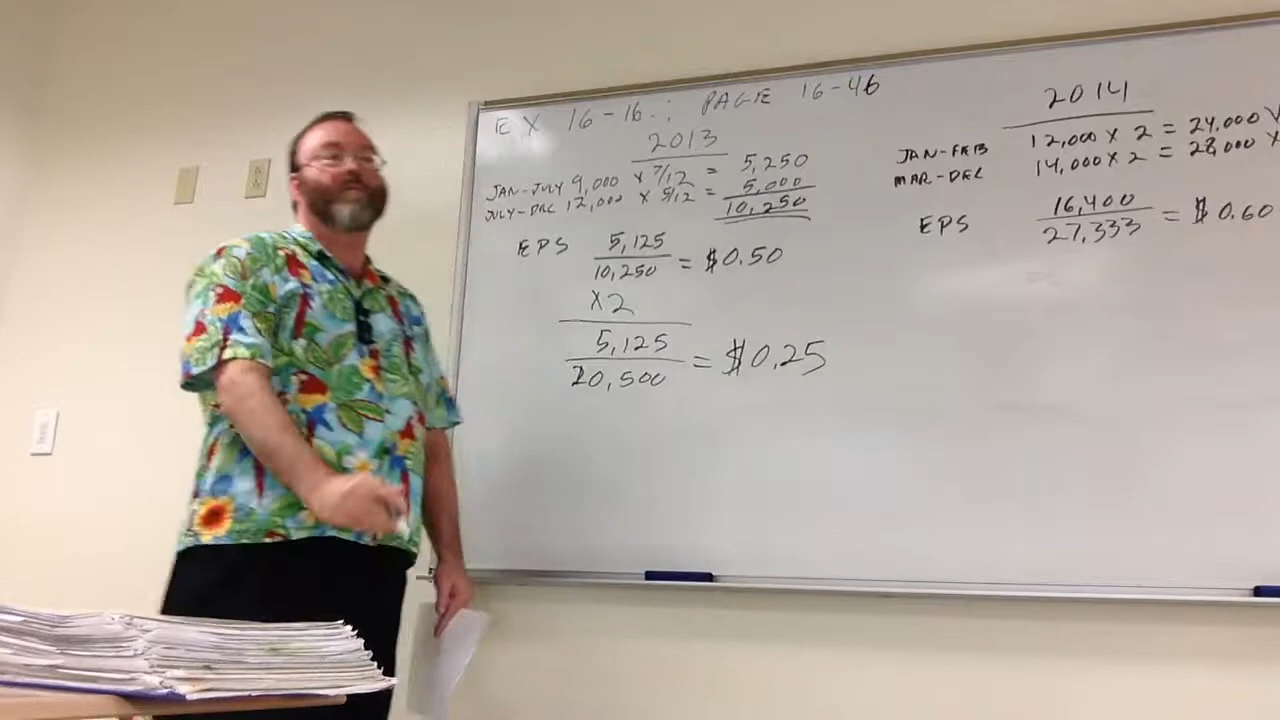 EX 16-16: PAGE 16-46
2013
JAN-JULY 9,000 x 7/12 = 5,250
JULY-DEC 12,000 x 5/12 = 5,000
10,250
EPS 5,125
10,250 = $0.50
x2
5,125
20,500 = $0.25
2014
JAN-FEB 12,000 x 2 = 24,000
MAR-DEC 14,000 x 2 = 28,000 x
EPS 16,400
27,333 = $0.60